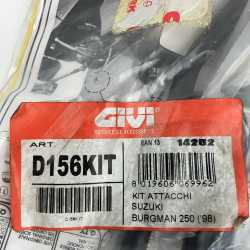 GIVI
ART.
EAN 13
14282
D156KIT
8 019606 069962
KIT ATTACCHI
SUZUKI
BURGMAN 250 ('98)